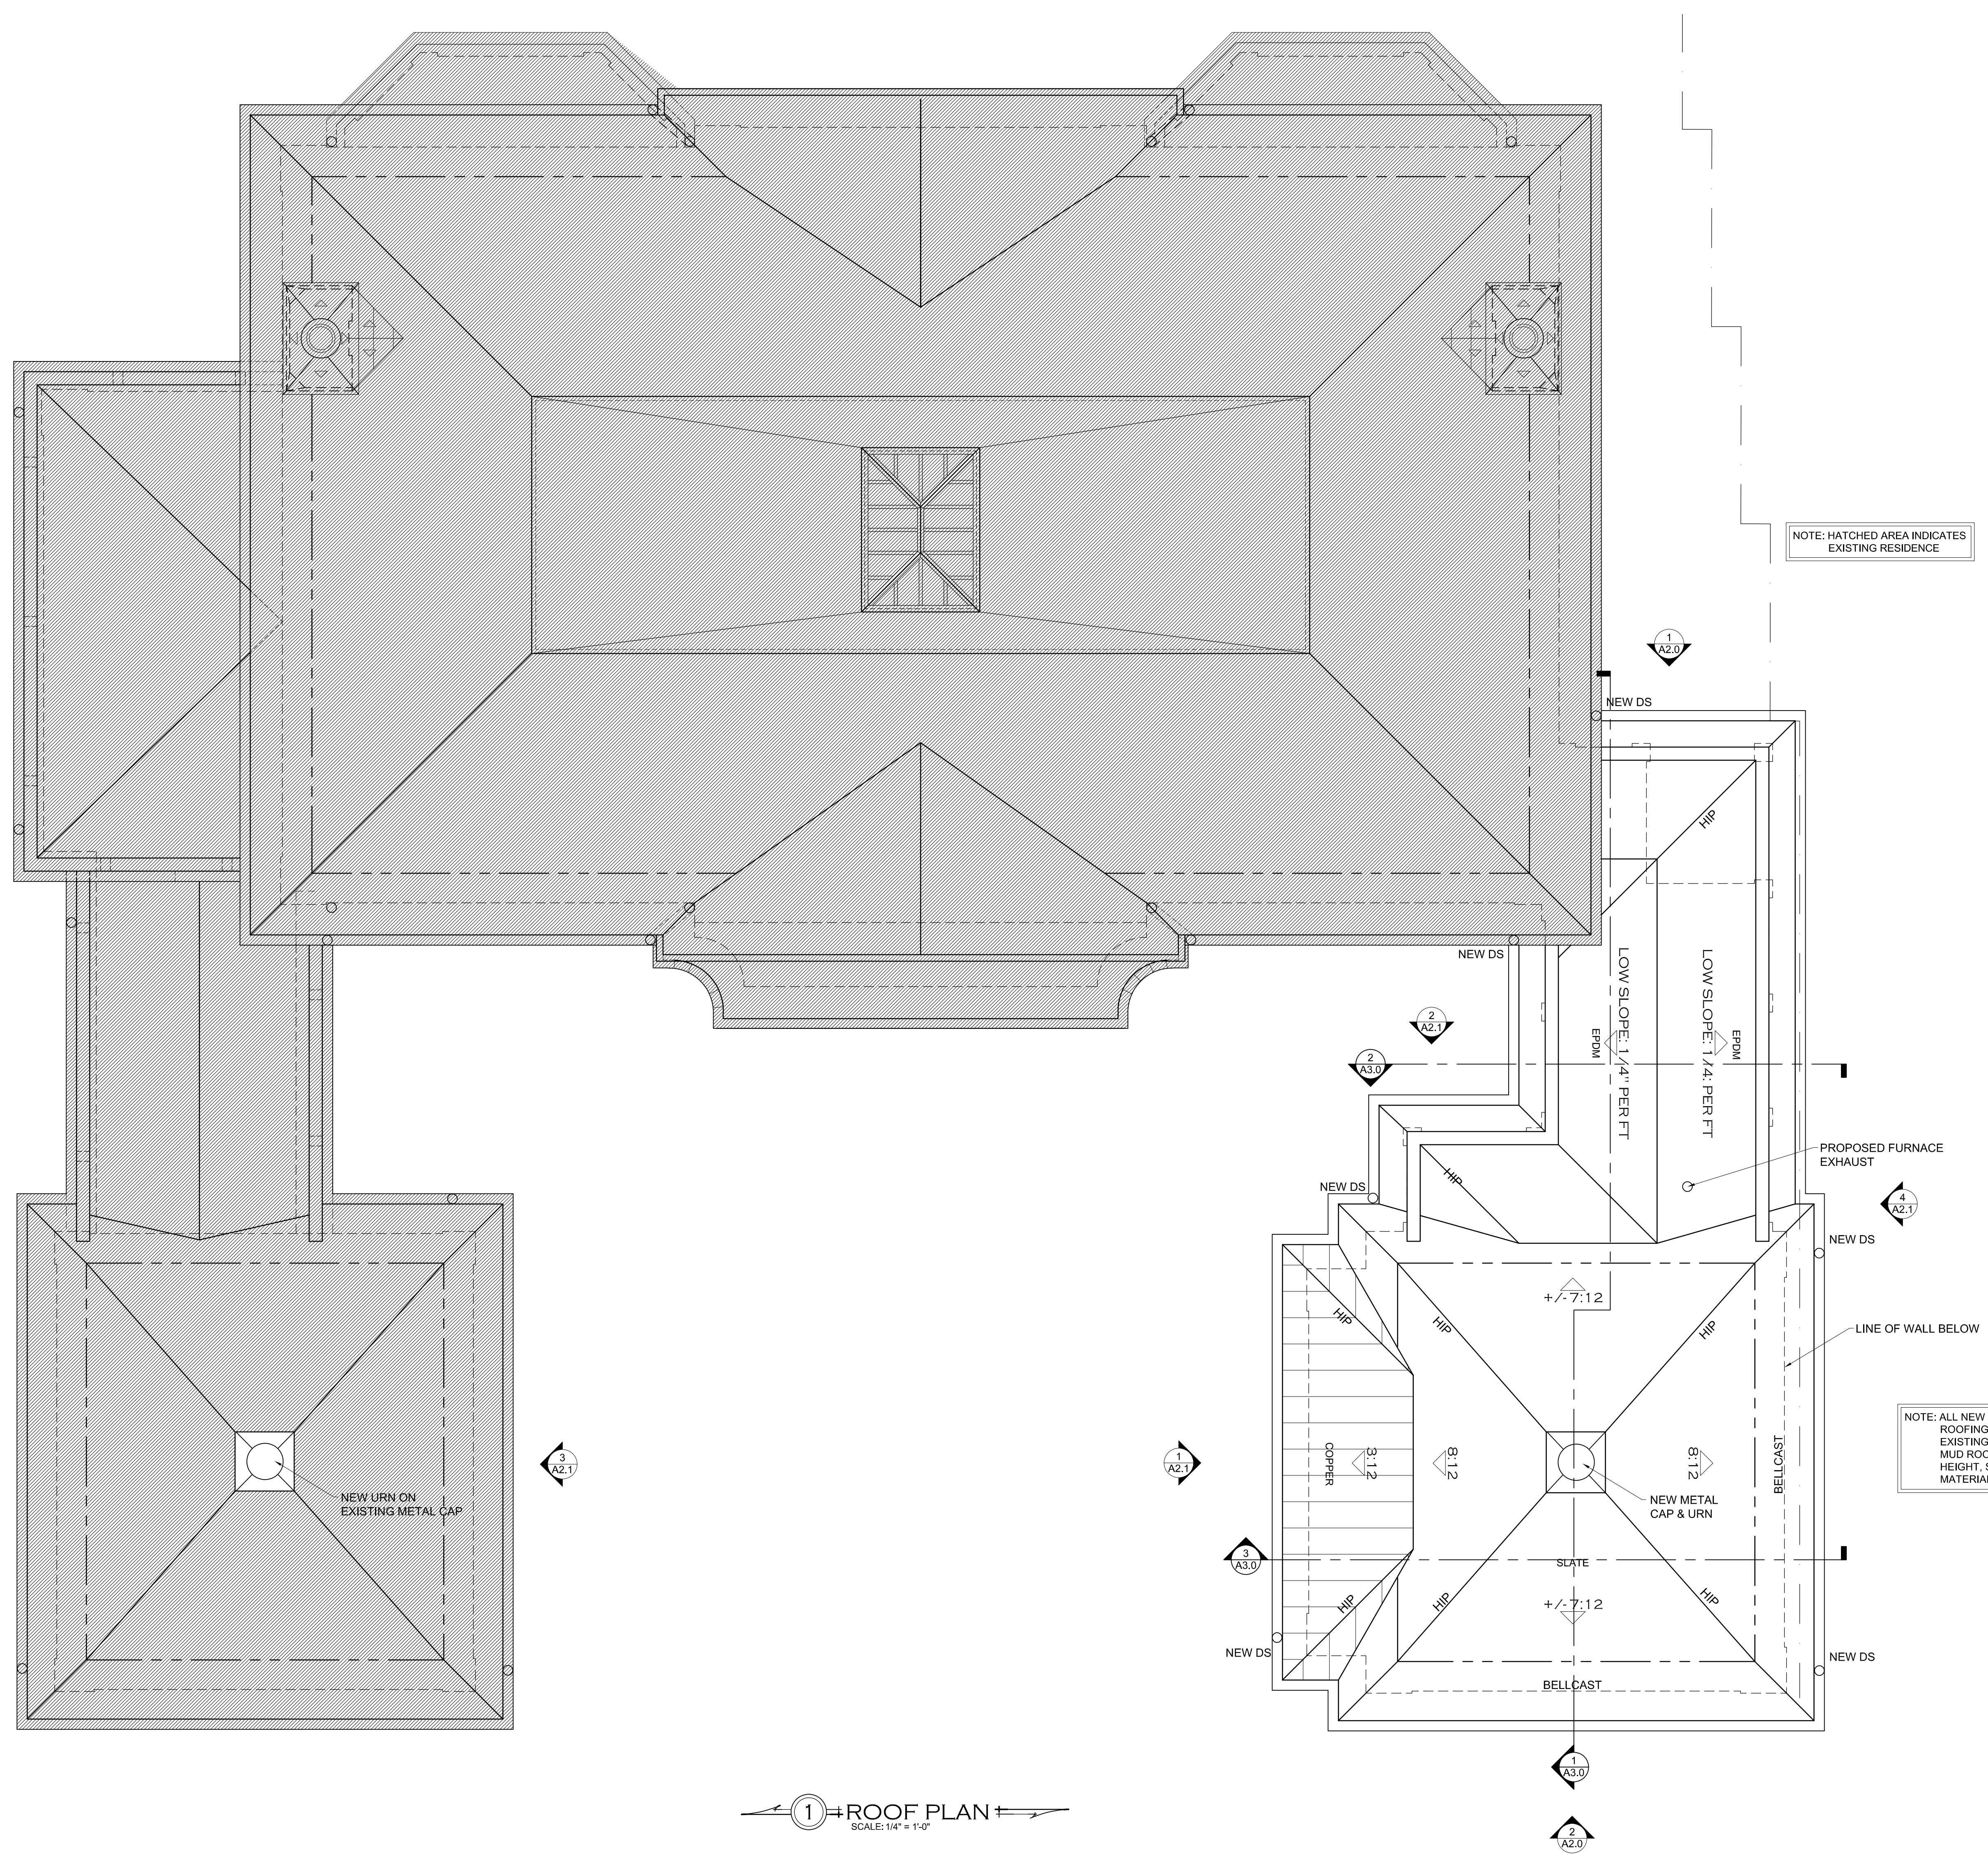 NOTE: HATCHED AREA INDICATES
EXISTING RESIDENCE
1
A2.0
NEW DS
HIP
NEW DS
LOW SLOPE: 1/4" PER FT
LOW SLOPE: 1/4: PER FT
EPDM
EPDM
2
A2.1
2
A3.0
PROPOSED FURNACE
EXHAUST
HIP
NEW DS
4
A2.1
NEW DS
+/-7:12
HIP
HIP
HIP
LINE OF WALL BELOW
NOTE: ALL NEW
ROOFING
EXISTING
MUD ROO
HEIGHT, S
MATERIAL
3
A2.1
1
A2.1
COPPER
3:12
8:12
8:12
BELLCAST
NEW URN ON
EXISTING METAL CAP
NEW METAL
CAP & URN
3
A3.0
SLATE
HIP
HIP
HIP
+/-7:12
NEW DS
NEW DS
BELLCAST
1
A3.0
1
ROOF PLAN
SCALE: 1/4" = 1'-0"
2
A2.0